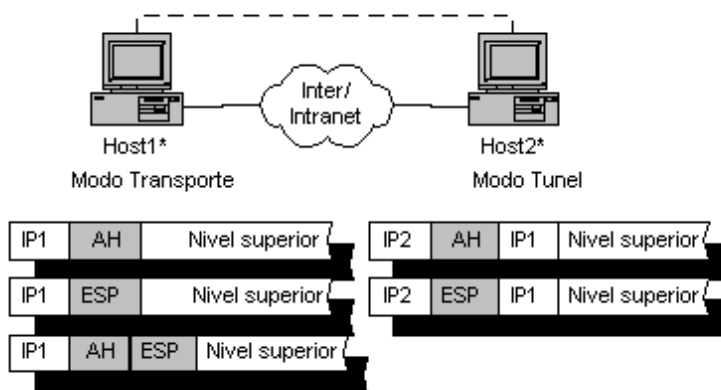 Inter/
Intranet
Host1*
Host2*
Modo Transporte
Modo Tunel
IP1 AH Nivel superior
IP2 AH IP1 Nivel superior
IP1 ESP Nivel superior
IP2 ESP IP1 Nivel superior
IP1 AH ESP Nivel superior